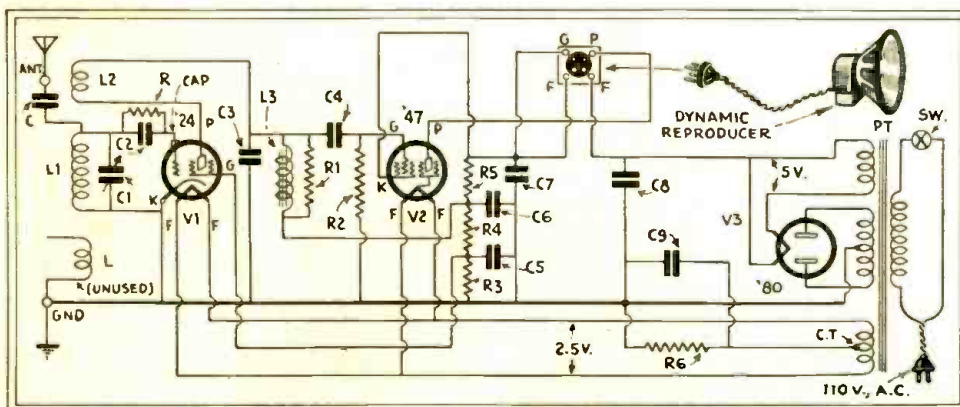 ANT.
C
L2
R
CAP
'24
P
G
C3
L3
C4
L1
C2
C1
K
F
V1
F
R1
R2
L
(UNUSED)
GND
G
'47
P
K
F
V2
F
R5
R4
R3
C7
C6
C5
G
P
F
F
DYNAMIC
REPRODUCER
PT
SW.
C8
5V.
V3
C9
'80
2.5V.
R6
C.T.
110V., A.C.